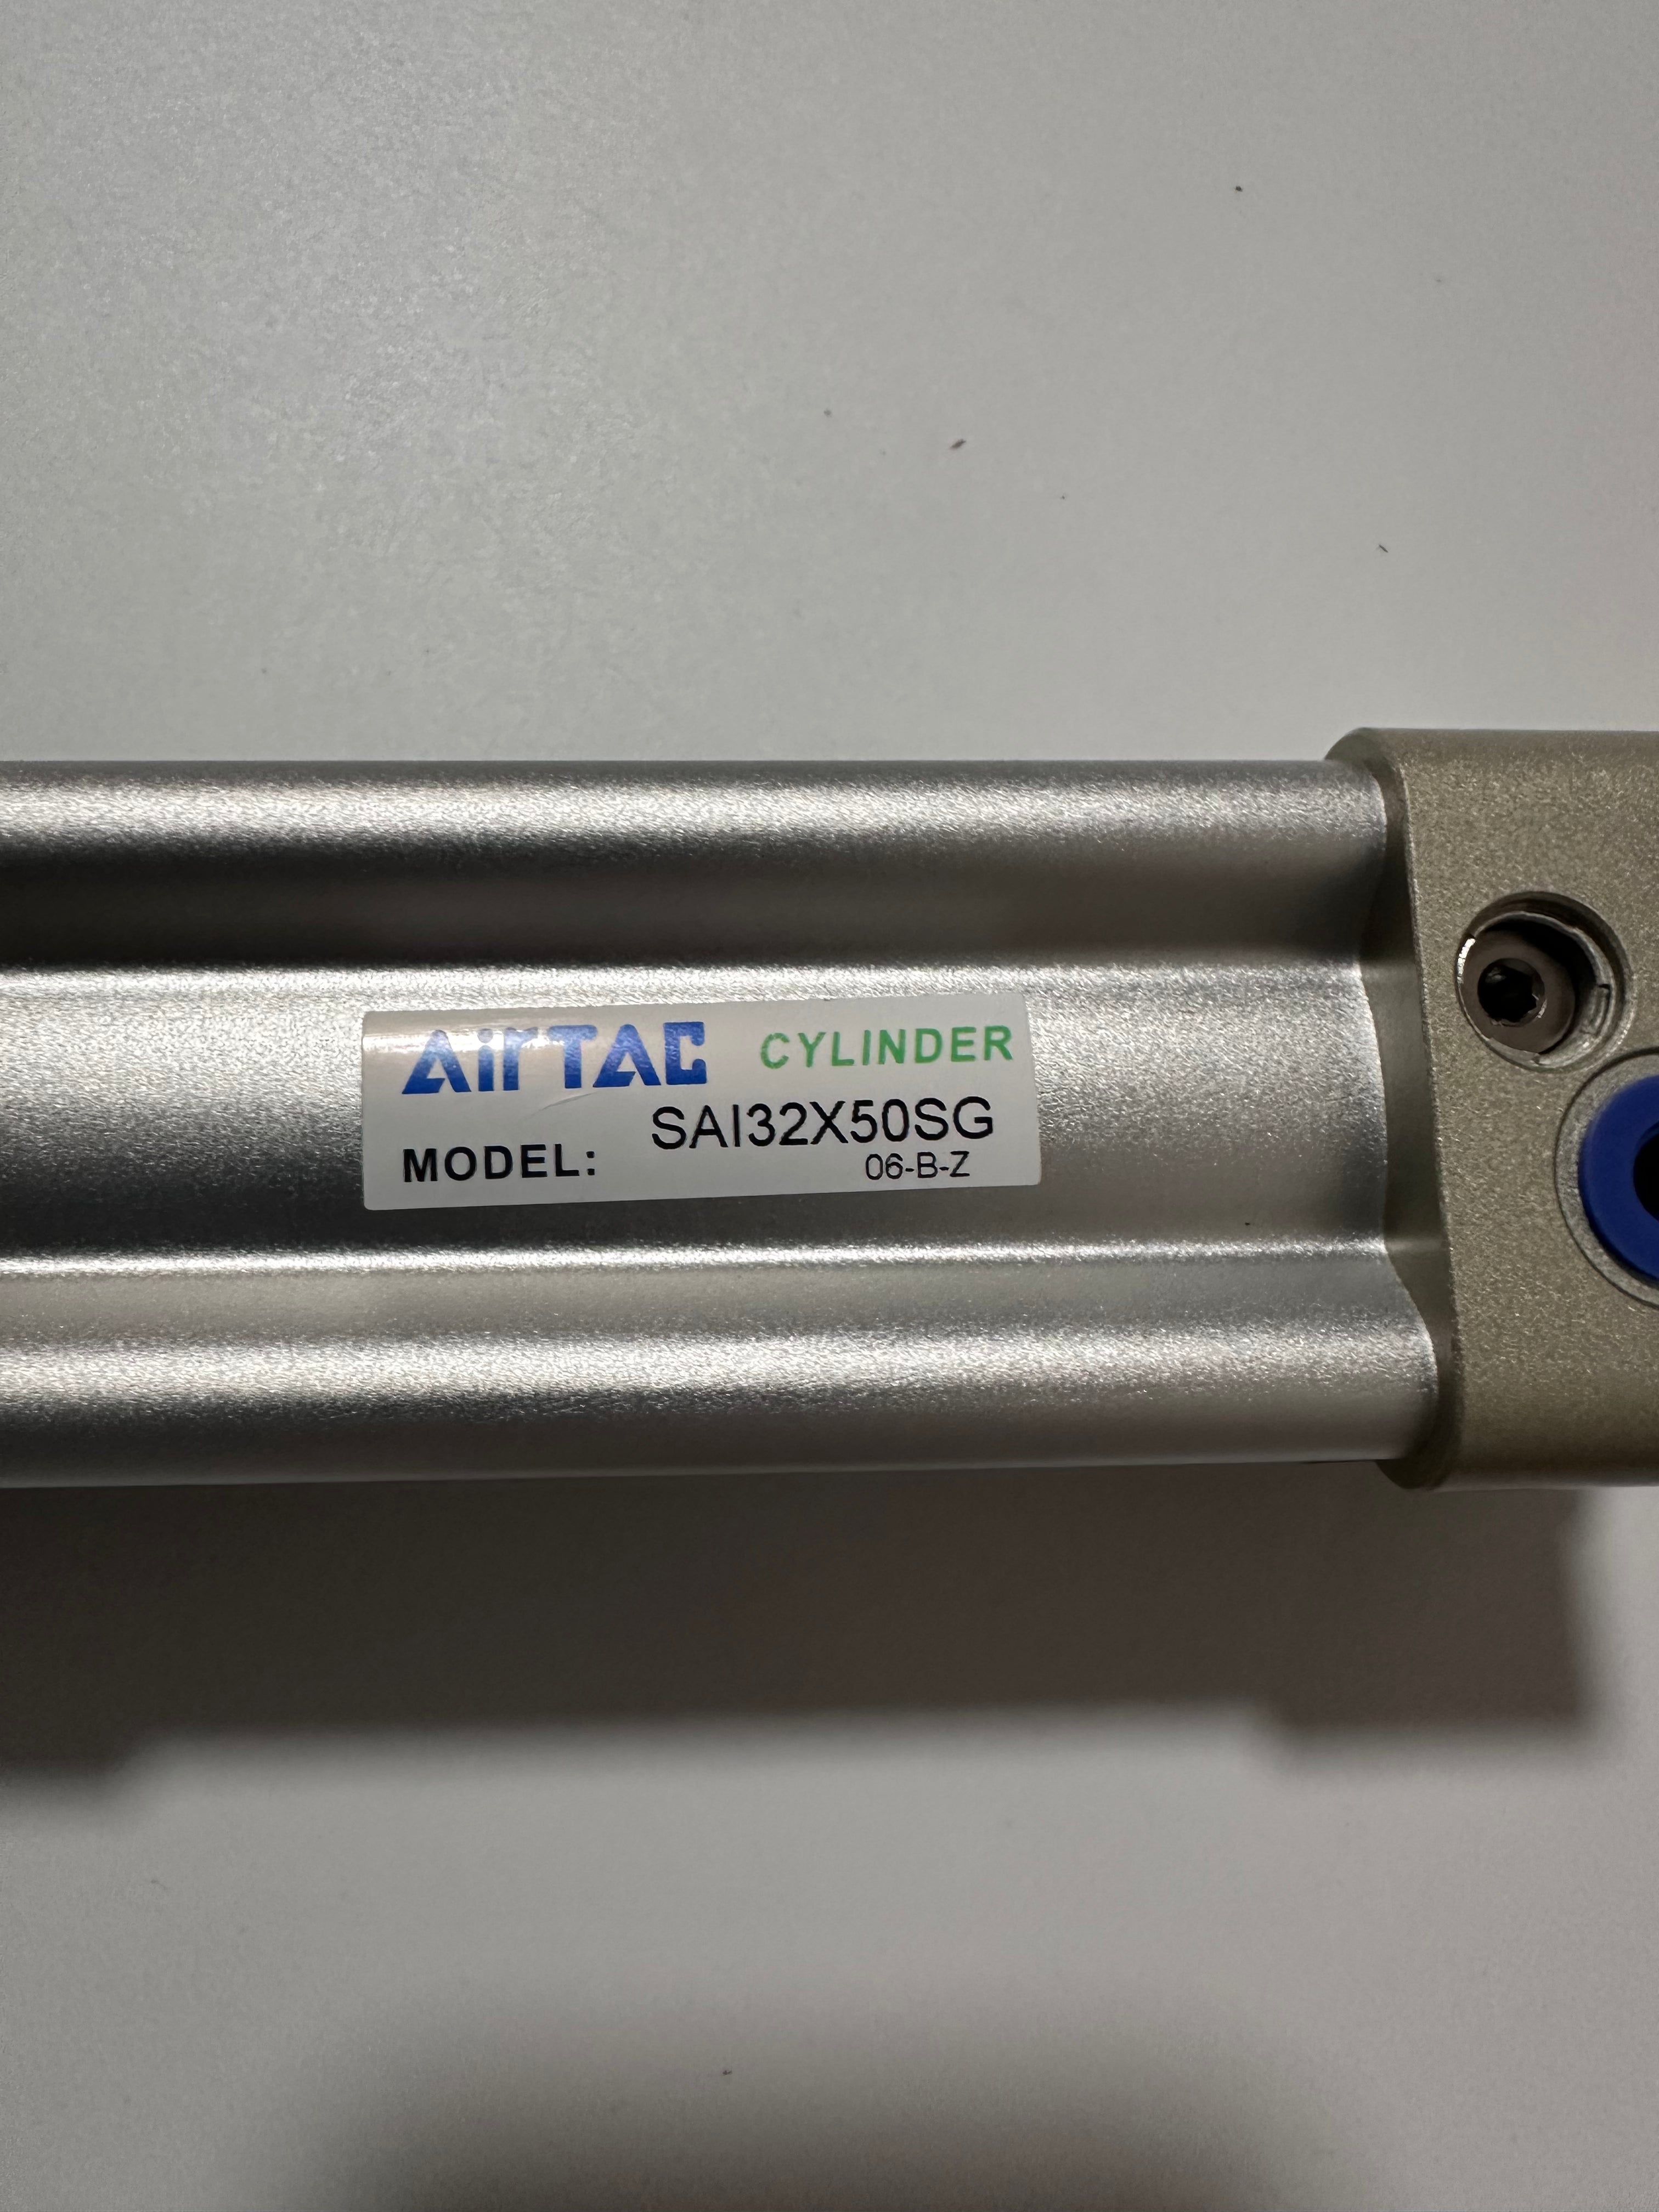 AirTAC CYLINDER
MODEL: SAI32X50SG
06-B-Z